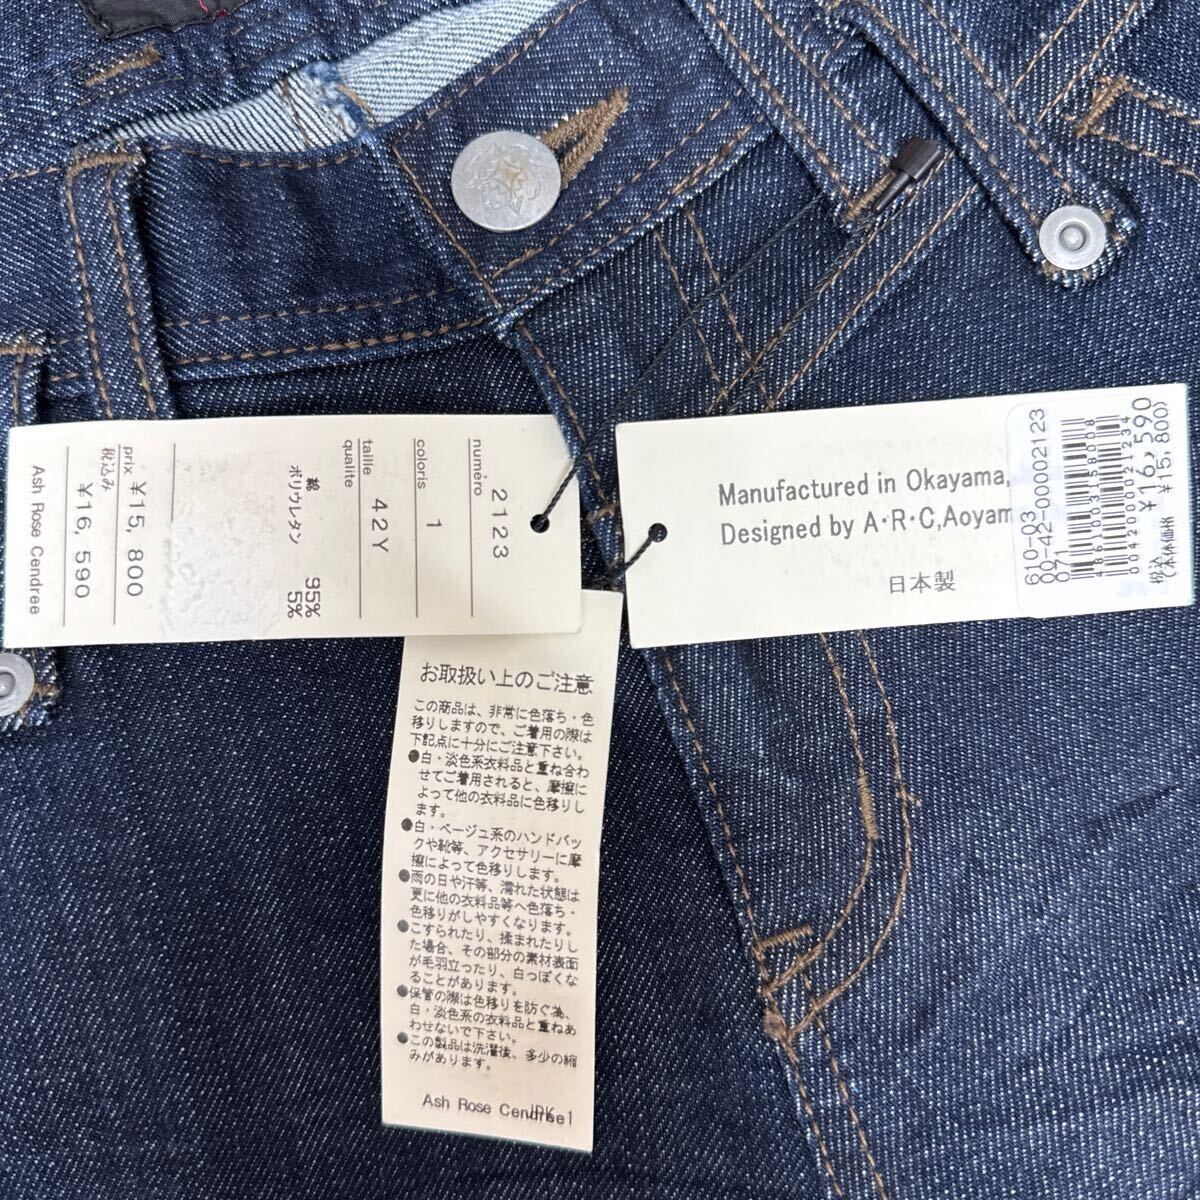 numéro 2123
coloris 1
taille 42Y
qualite
綿 95%
ポリウレタン 5%
prix ¥15,800
税込み ¥16,590
Ash Rose Cendree
Manufactured in Okayama,
Designed by A・R・C,Aoyam
日本製
610-03
00-42-00002123
071
4861003158008
0042000021234
税込 ¥16,590
(本体価格 ¥15,800)
お取扱い上のご注意
この商品は、非常に色落ち・色
移りしますので、ご着用の際は
下記点に十分にご注意下さい。
●白・淡色系衣料品と重ね合わ
せてご着用されると、摩擦に
よって他の衣料品に色移りし
ます。
●白・ベージュ系のハンドバッ
クや靴等、アクセサリーに摩
擦によって色移りします。
●雨の日や汗等、濡れた状態は
更に他の衣料品等へ色落ち・
色移りがしやすくなります。
●こすられたり、揉まれたりし
た場合、その部分の素材表面
が毛羽立ったり、白っぽくな
ることがあります。
●保管の際は色移りを防ぐ為、
白・淡色系の衣料品と重ねあ
わせないで下さい。
●この製品は洗濯後、多少の縮
みがあります。
Ash Rose Cendree